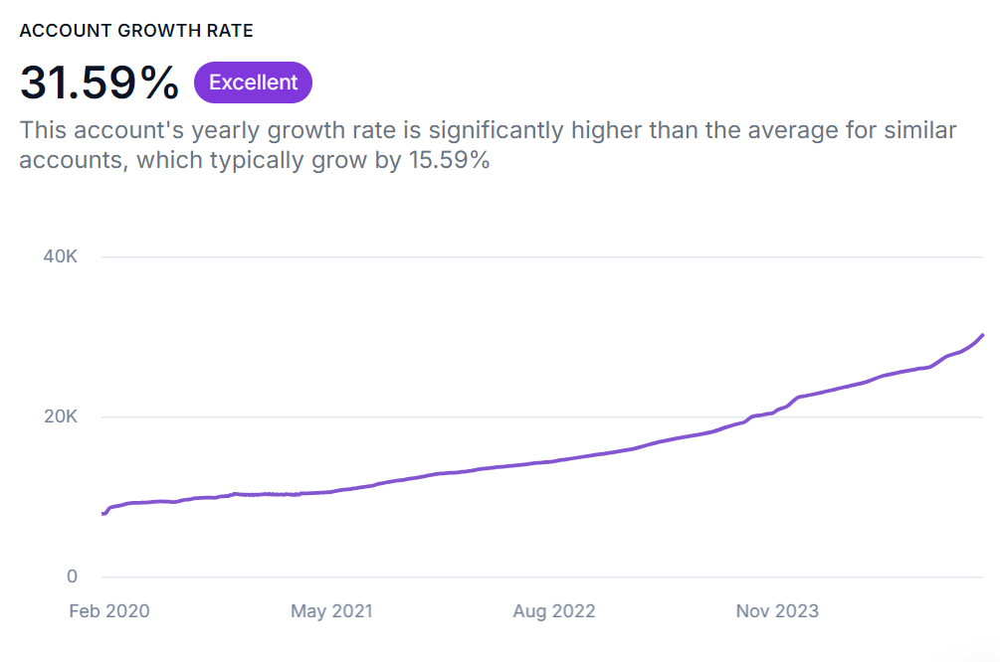 ACCOUNT GROWTH RATE
31.59% Excellent
This account's yearly growth rate is significantly higher than the average for similar
accounts, which typically grow by 15.59%
40K
20K
0
Feb 2020 May 2021 Aug 2022 Nov 2023